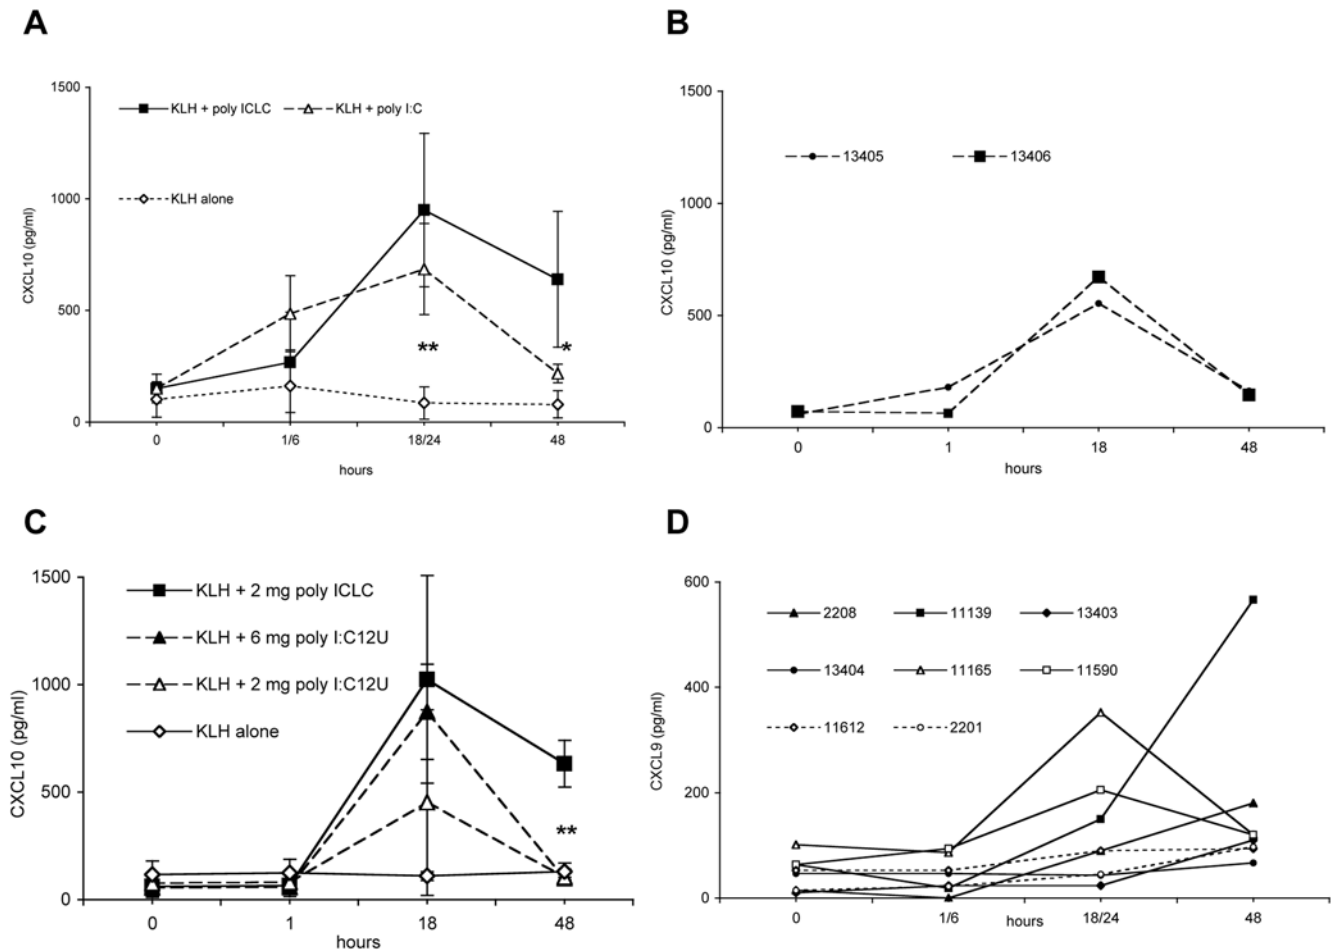 A
1500
KLH + poly ICLC
KLH + poly I:C
1000
KLH alone
CXCL10 (pg/ml)
500
**
*
0
0
1/6
18/24
48
hours
B
1500
13405
13406
1000
CXCL10 (pg/ml)
500
0
0
1
18
48
hours
C
1500
KLH + 2 mg poly ICLC
KLH + 6 mg poly I:C12U
1000
KLH + 2 mg poly I:C12U
KLH alone
CXCL10 (pg/ml)
500
**
0
0
1
18
48
hours
D
600
2208
11139
13403
13404
11165
11590
400
11612
2201
CXCL9 (pg/ml)
200
0
0
1/6
hours
18/24
48